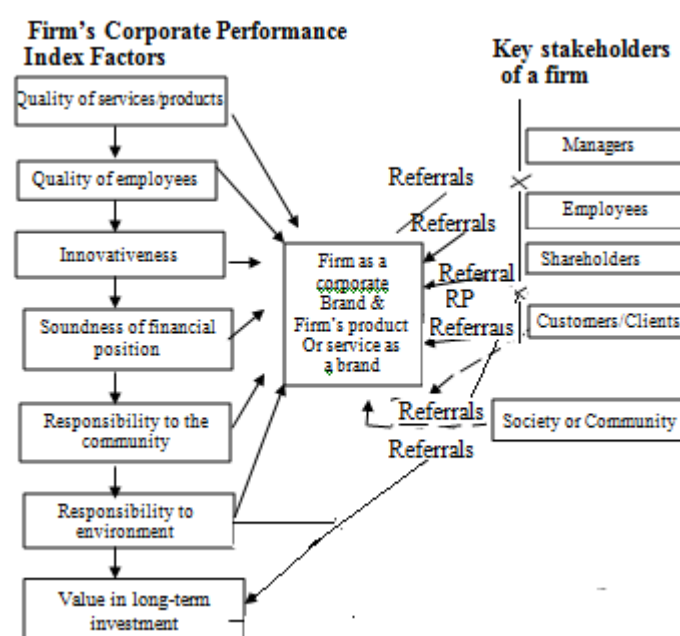 Firm's Corporate Performance
Index Factors
Quality of services/products
Quality of employees
Innovativeness
Soundness of financial
position
Responsibility to the
community
Responsibility to
environment
Value in long-term
investment
Firm as a
corporate
Brand &
Firm's product
Or service as
a brand
Referrals
Referrals
Referral
RP
Referrals
Referrals
Referrals
Key stakeholders
of a firm
Managers
Employees
Shareholders
Customers/Clients
Society or Community